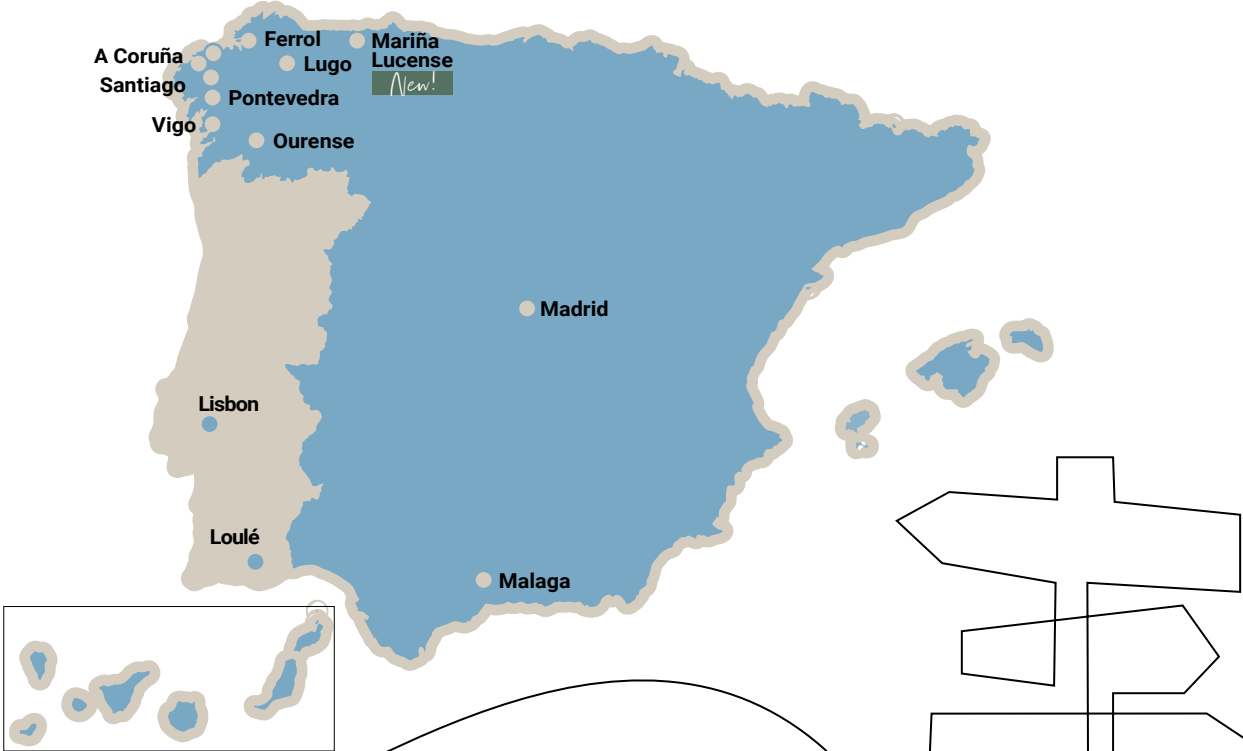 Ferrol
Mariña
Lucense
New!
A Coruña
Lugo
Santiago
Pontevedra
Vigo
Ourense
Madrid
Lisbon
Loulé
Malaga